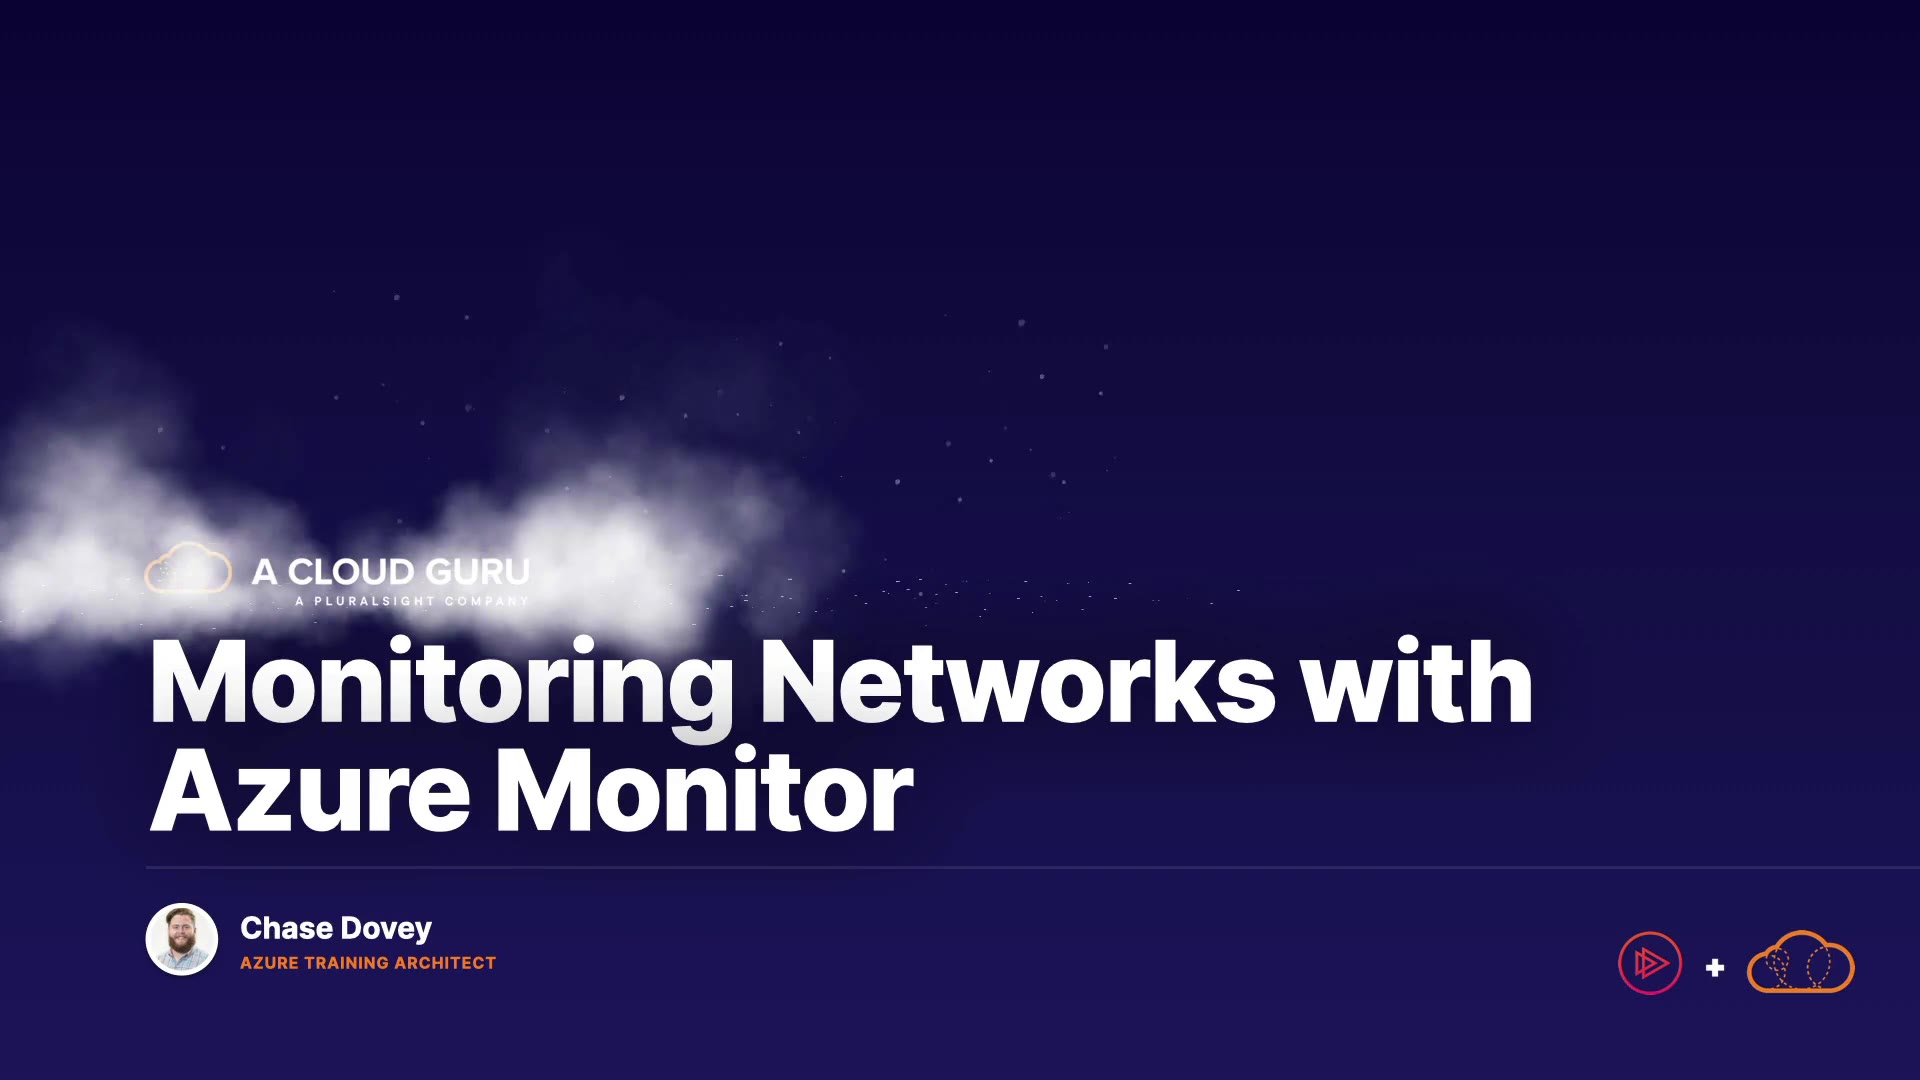 A CLOUD GURU
A PLURALSIGHT COMPANY
Monitoring Networks with
Azure Monitor
Chase Dovey
AZURE TRAINING ARCHITECT